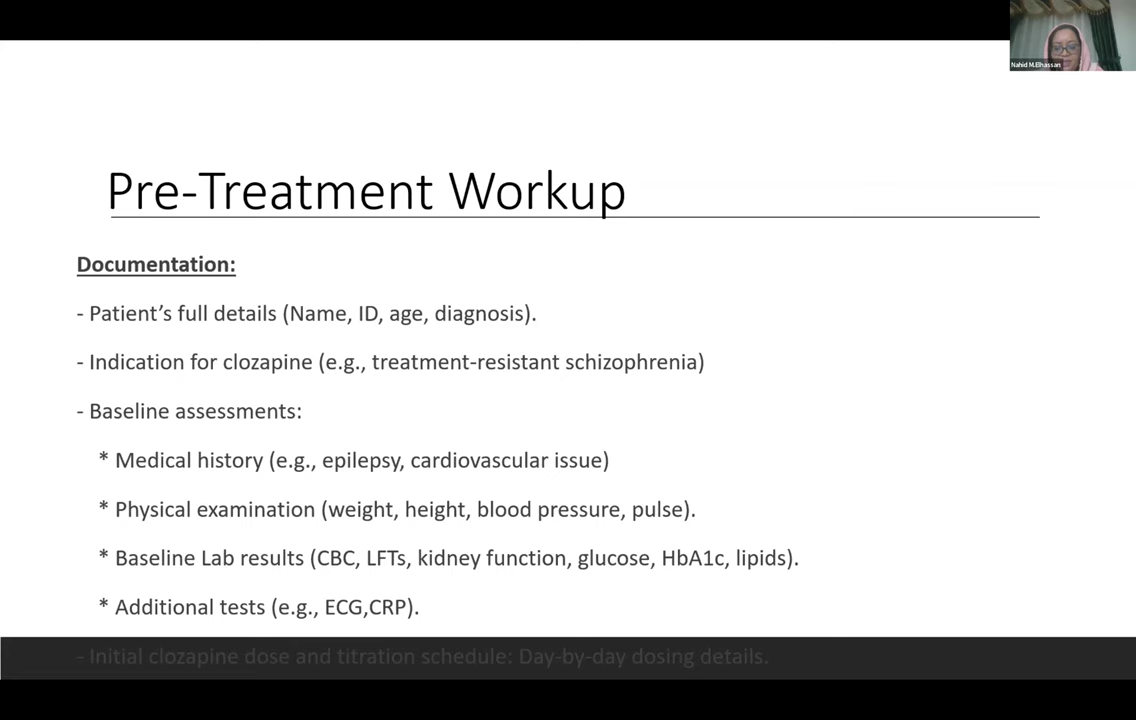 Nahid M.Elhassan
Pre-Treatment Workup
Documentation:
- Patient’s full details (Name, ID, age, diagnosis).
- Indication for clozapine (e.g., treatment-resistant schizophrenia)
- Baseline assessments:
* Medical history (e.g., epilepsy, cardiovascular issue)
* Physical examination (weight, height, blood pressure, pulse).
* Baseline Lab results (CBC, LFTs, kidney function, glucose, HbA1c, lipids).
* Additional tests (e.g., ECG,CRP).
- Initial clozapine dose and titration schedule: Day-by-day dosing details.